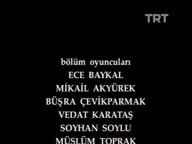 TRT
bölüm oyuncuları
ECE BAYKAL
MİKAİL AKYÜREK
BÜŞRA ÇEVİKPARMAK
VEDAT KARATAŞ
SOYHAN SOYLU
MÜSLÜM TOPRAK